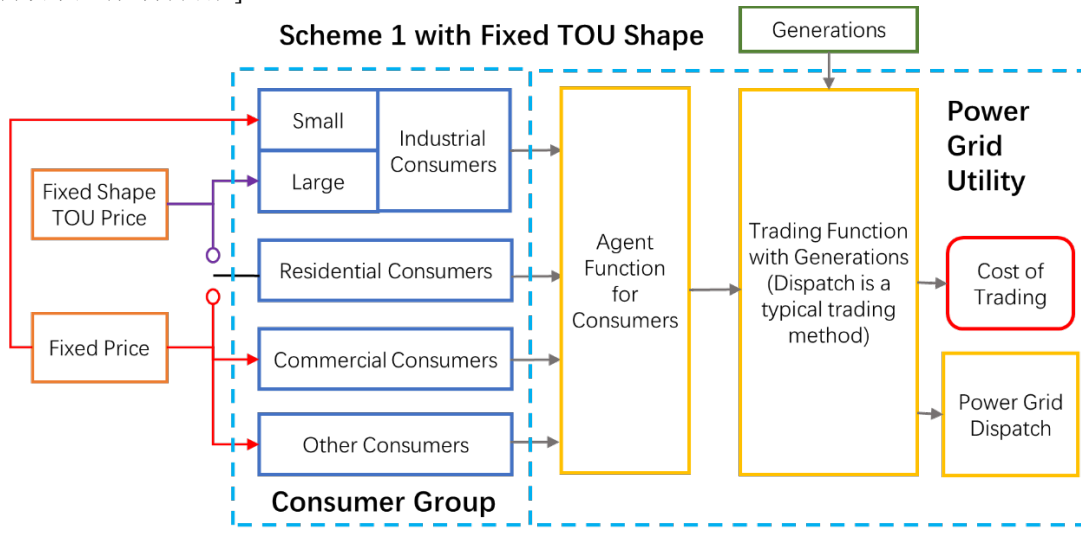 Scheme 1 with Fixed TOU Shape
Generations
Small
Industrial
Consumers
Large
Fixed Shape
TOU Price
Residential Consumers
Fixed Price
Commercial Consumers
Other Consumers
Consumer Group
Agent
Function
for
Consumers
Trading Function
with Generations
(Dispatch is a
typical trading
method)
Power
Grid
Utility
Cost of
Trading
Power Grid
Dispatch